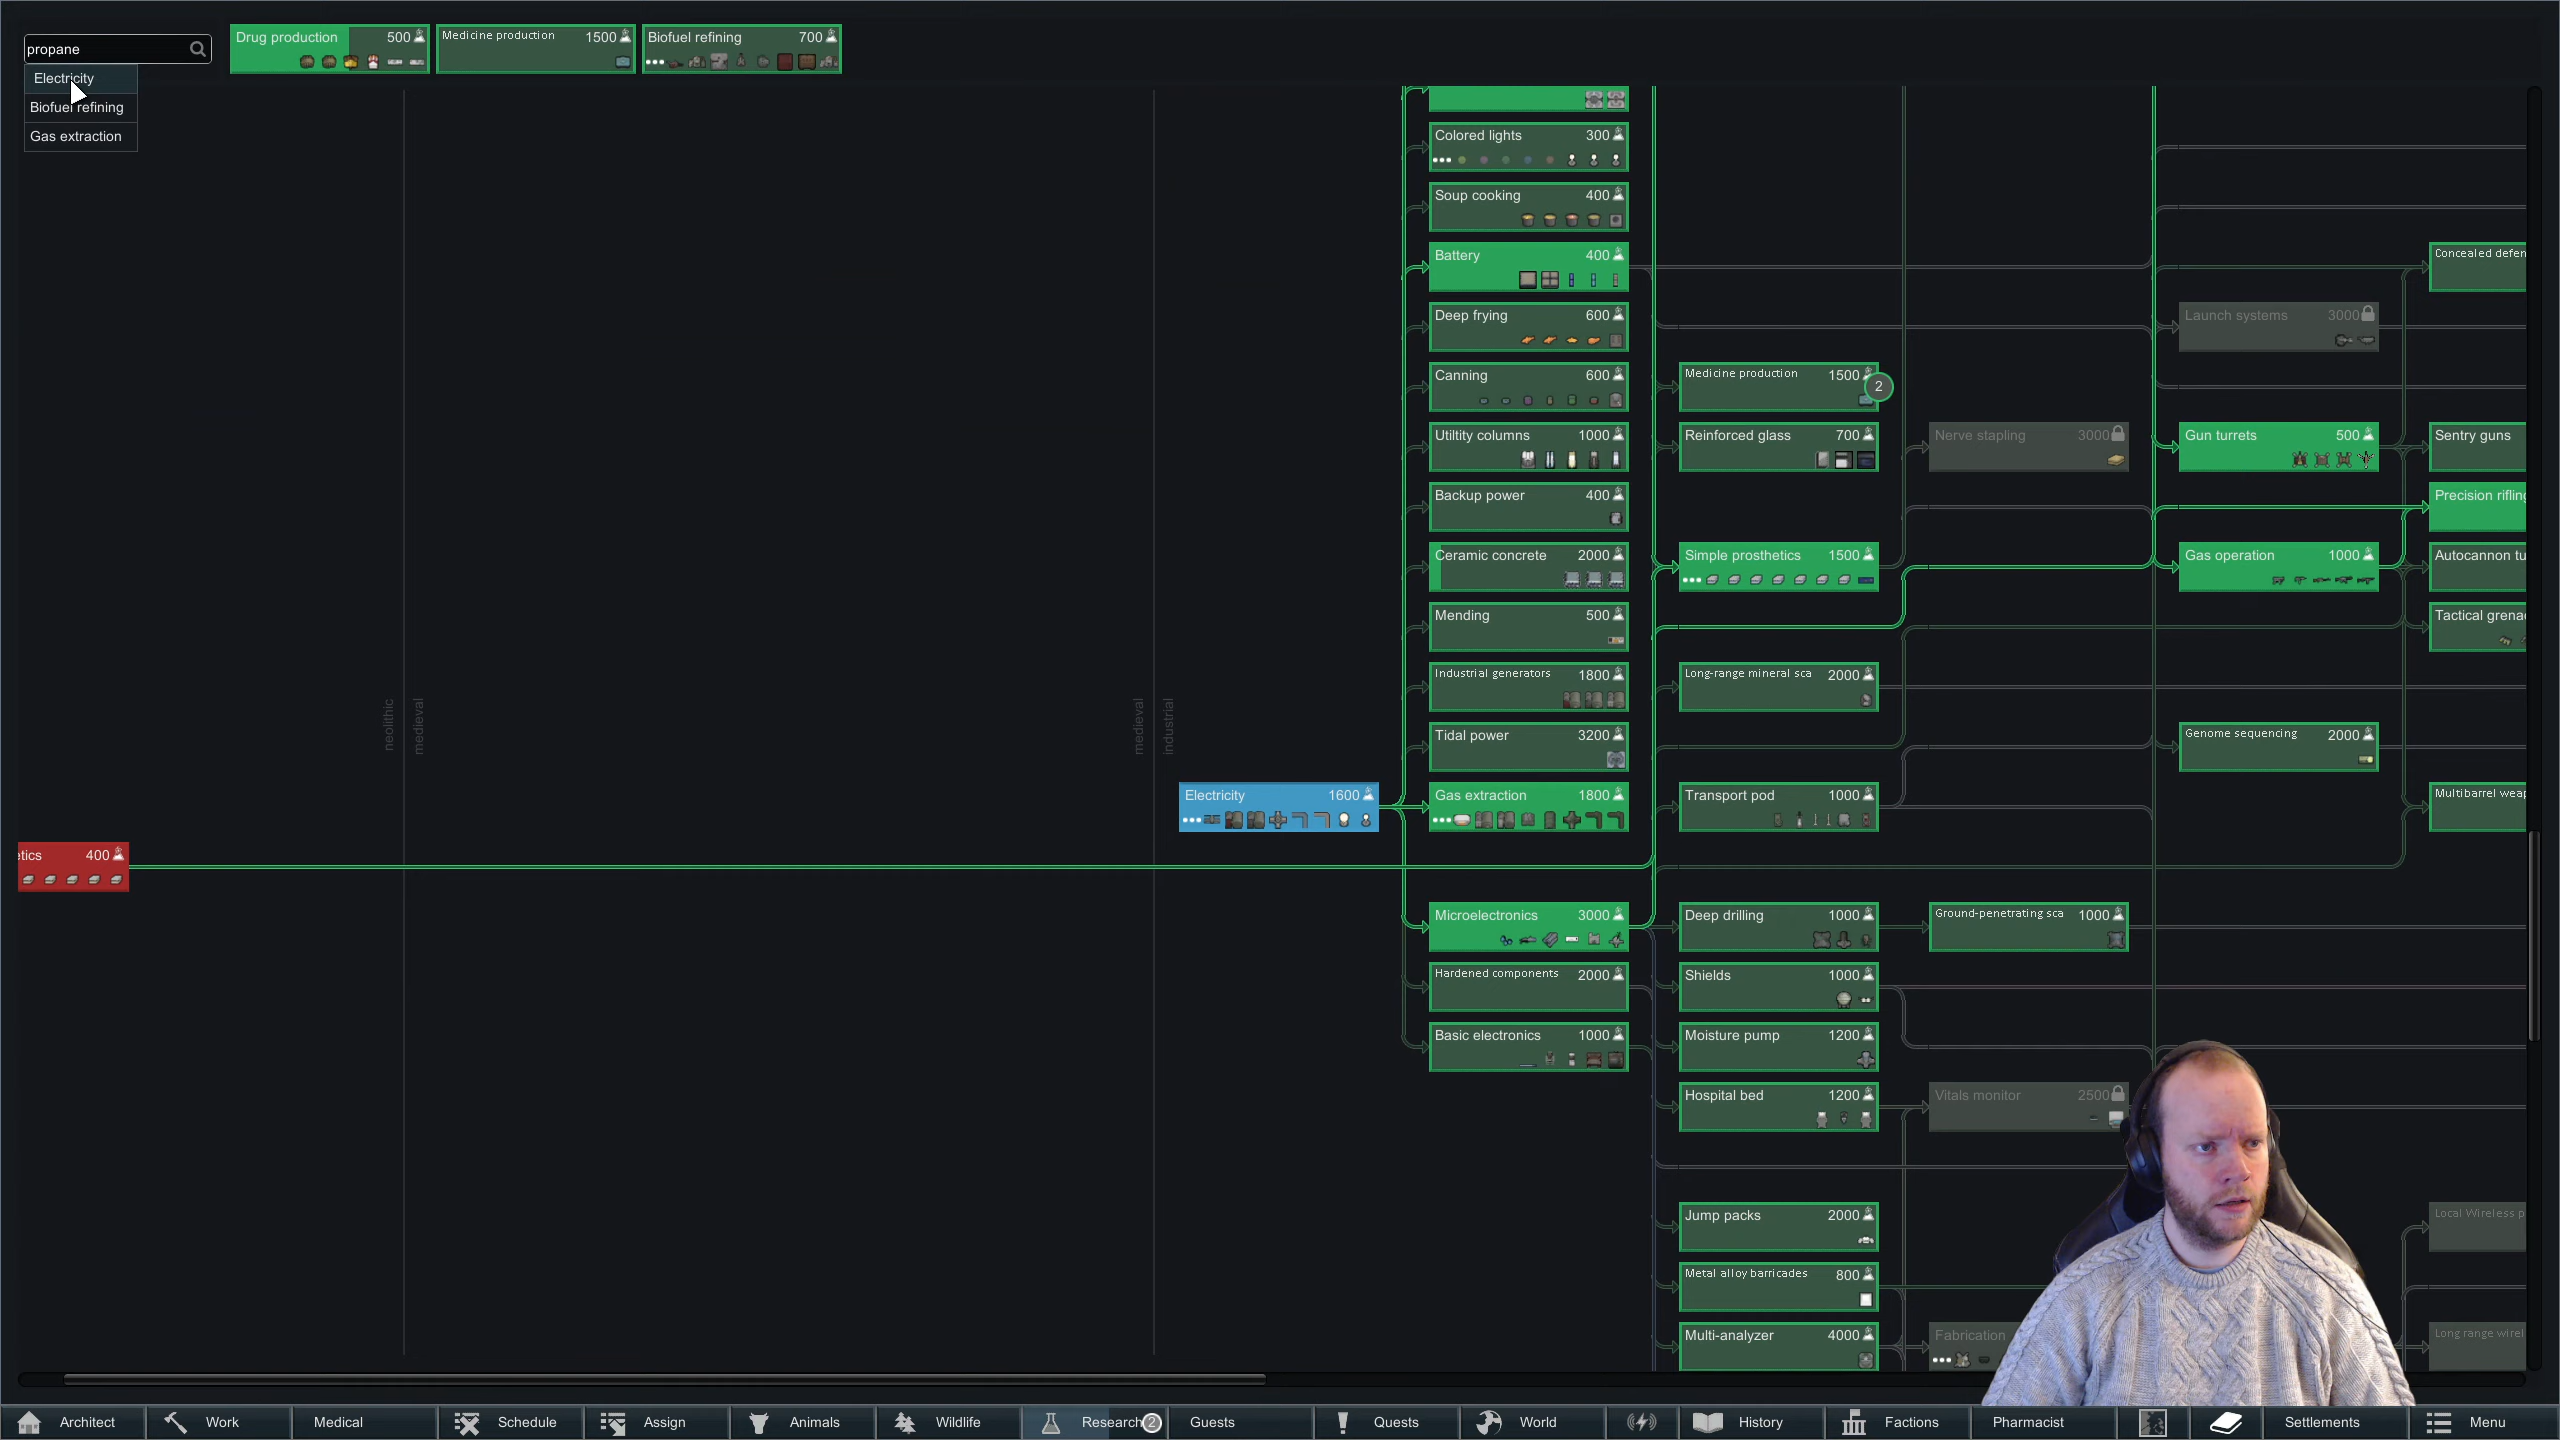 propane
Drug production 500
Medicine production 1500
Biofuel refining 700
Electricity
Biofuel refining
Gas extraction
Colored lights 300
Soup cooking 400
Battery 400
Concealed defen
Deep frying 600
Launch systems 3000
Canning 600
Medicine production 1500
2
Utiltity columns 1000
Reinforced glass 700
Nerve stapling 3000
Gun turrets 500
Sentry guns
Backup power 400
Precision rifling
Ceramic concrete 2000
Simple prosthetics 1500
Gas operation 1000
Autocannon tu
Mending 500
Tactical grena
Industrial generators 1800
Long-range mineral sca 2000
neolithic
medieval
medieval
industrial
Tidal power 3200
Genome sequencing 2000
Electricity 1600
Gas extraction 1800
Transport pod 1000
Multibarrel weap
etics 400
Microelectronics 3000
Deep drilling 1000
Ground-penetrating sca 1000
Hardened components 2000
Shields 1000
Basic electronics 1000
Moisture pump 1200
Hospital bed 1200
Vitals monitor 2500
Jump packs 2000
Local Wireless p
Metal alloy barricades 800
Multi-analyzer 4000
Fabrication
Long range wirel
Architect
Work
Medical
Schedule
Assign
Animals
Wildlife
Research 2
Guests
Quests
World
History
Factions
Pharmacist
Settlements
Menu